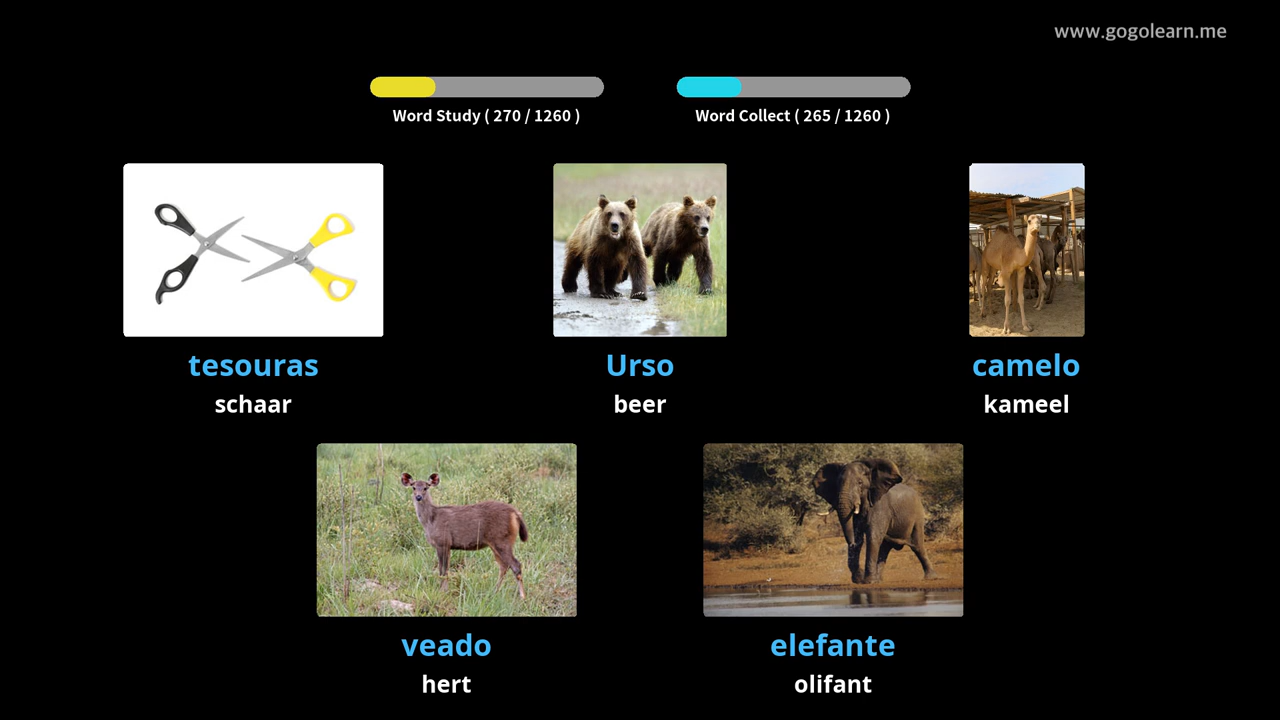 www.gogolearn.me
Word Study ( 270 / 1260 )
Word Collect ( 265 / 1260 )
tesouras
schaar
Urso
beer
camelo
kameel
veado
hert
elefante
olifant